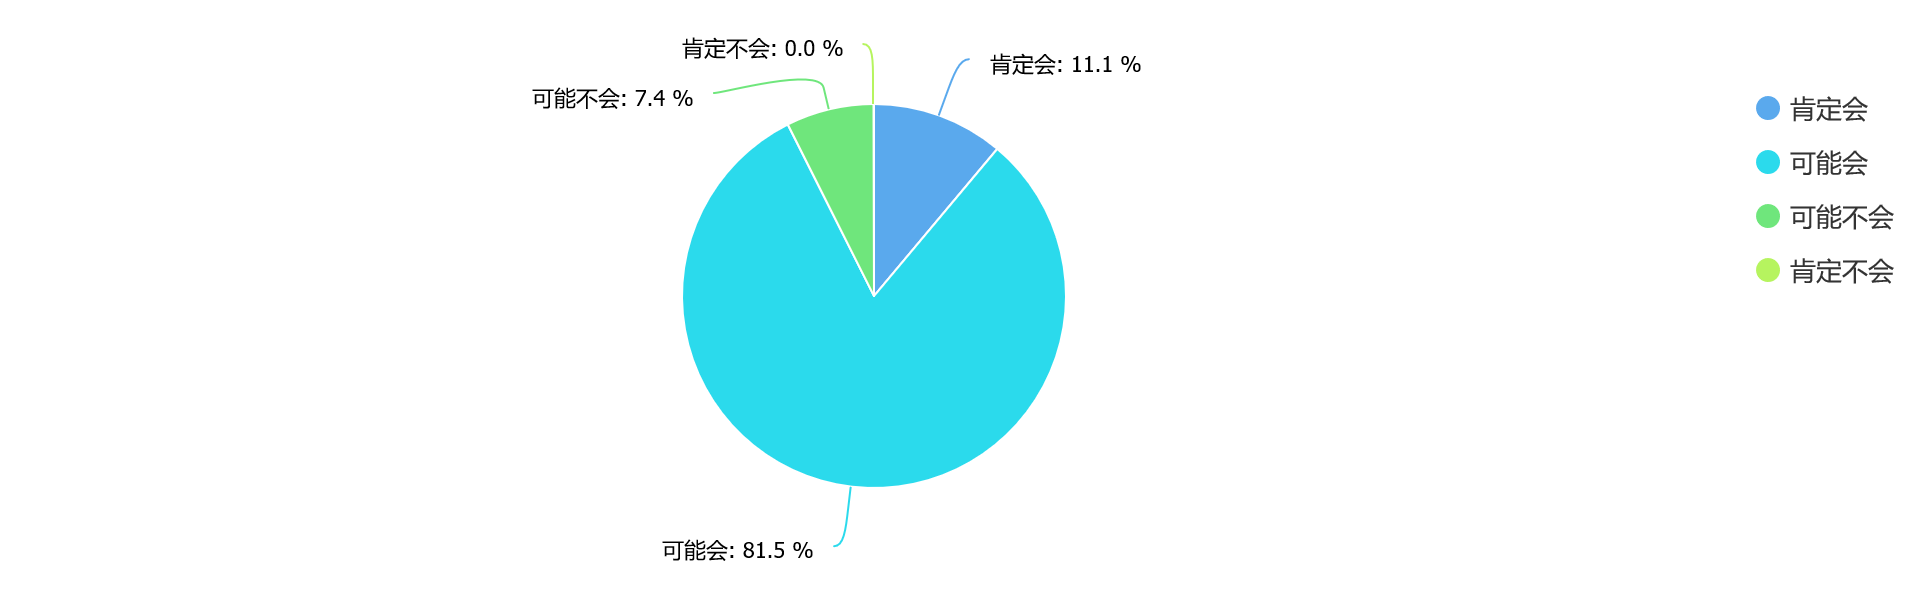 肯定不会: 0.0 %
肯定会: 11.1 %
可能不会: 7.4 %
可能会: 81.5 %
肯定会
可能会
可能不会
肯定不会